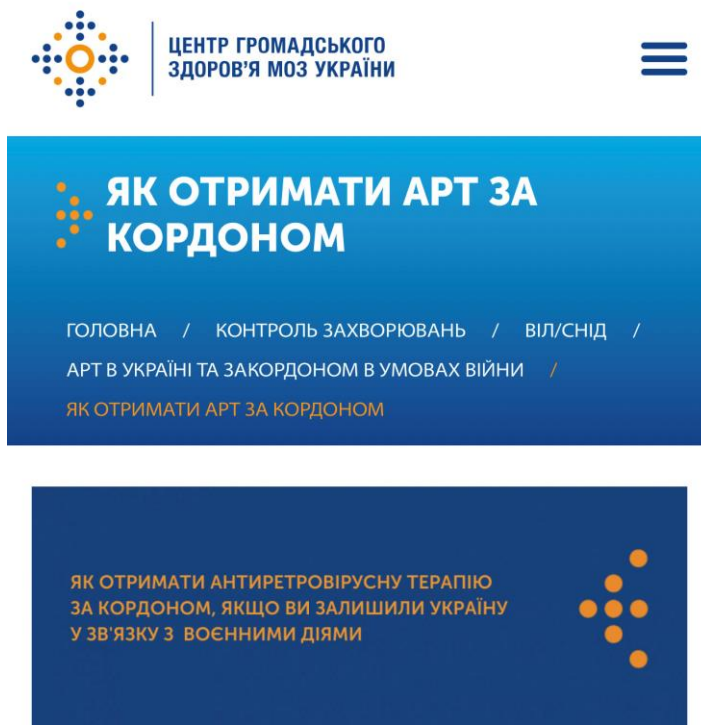 ЦЕНТР ГРОМАДСЬКОГО
ЗДОРОВ'Я МОЗ УКРАЇНИ
ЯК ОТРИМАТИ АРТ ЗА
КОРДОНОМ
ГОЛОВНА / КОНТРОЛЬ ЗАХВОРЮВАНЬ / ВІЛ/СНІД /
АРТ В УКРАЇНІ ТА ЗАКОРДОНОМ В УМОВАХ ВІЙНИ /
ЯК ОТРИМАТИ АРТ ЗА КОРДОНОМ
ЯК ОТРИМАТИ АНТИРЕТРОВІРУСНУ ТЕРАПІЮ
ЗА КОРДОНОМ, ЯКЩО ВИ ЗАЛИШИЛИ УКРАЇНУ
У ЗВ'ЯЗКУ З ВОЄННИМИ ДІЯМИ